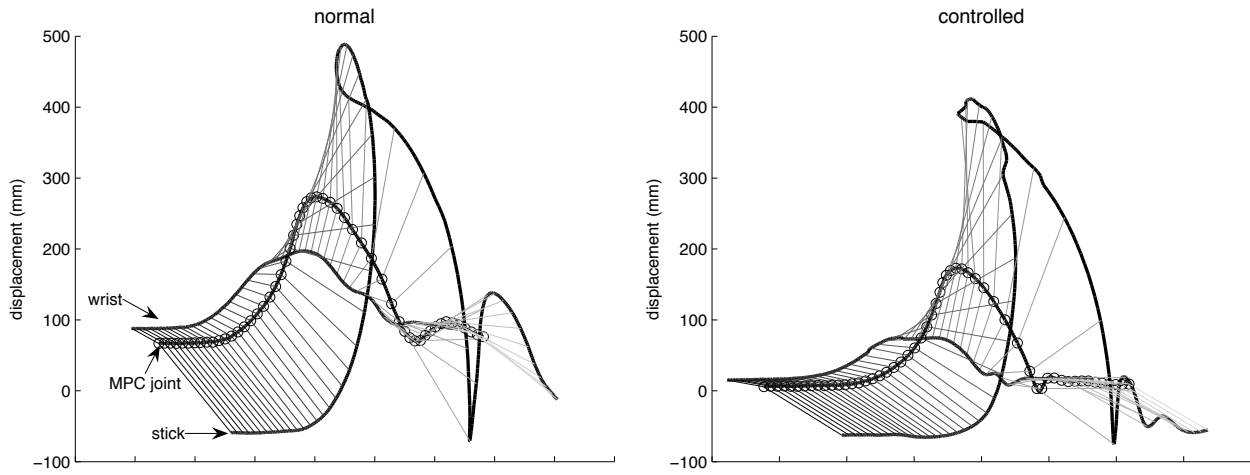 normal
controlled
500
400
300
200
100
0
−100
displacement (mm)
wrist
MPC joint
stick
500
400
300
200
100
0
−100
displacement (mm)